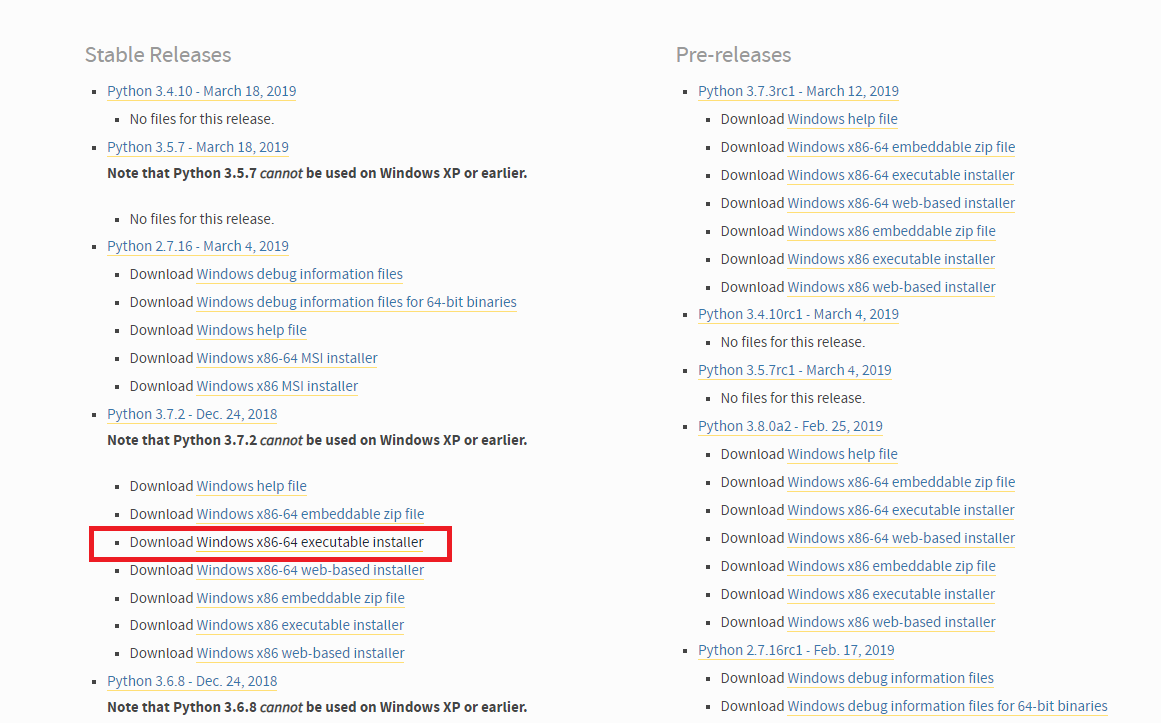 Stable Releases
Python 3.4.10 - March 18, 2019
No files for this release.
Python 3.5.7 - March 18, 2019
Note that Python 3.5.7 cannot be used on Windows XP or earlier.
No files for this release.
Python 2.7.16 - March 4, 2019
Download Windows debug information files
Download Windows debug information files for 64-bit binaries
Download Windows help file
Download Windows x86-64 MSI installer
Download Windows x86 MSI installer
Python 3.7.2 - Dec. 24, 2018
Note that Python 3.7.2 cannot be used on Windows XP or earlier.
Download Windows help file
Download Windows x86-64 embeddable zip file
Download Windows x86-64 executable installer
Download Windows x86-64 web-based installer
Download Windows x86 embeddable zip file
Download Windows x86 executable installer
Download Windows x86 web-based installer
Python 3.6.8 - Dec. 24, 2018
Note that Python 3.6.8 cannot be used on Windows XP or earlier.
Pre-releases
Python 3.7.3rc1 - March 12, 2019
Download Windows help file
Download Windows x86-64 embeddable zip file
Download Windows x86-64 executable installer
Download Windows x86-64 web-based installer
Download Windows x86 embeddable zip file
Download Windows x86 executable installer
Download Windows x86 web-based installer
Python 3.4.10rc1 - March 4, 2019
No files for this release.
Python 3.5.7rc1 - March 4, 2019
No files for this release.
Python 3.8.0a2 - Feb. 25, 2019
Download Windows help file
Download Windows x86-64 embeddable zip file
Download Windows x86-64 executable installer
Download Windows x86-64 web-based installer
Download Windows x86 embeddable zip file
Download Windows x86 executable installer
Download Windows x86 web-based installer
Python 2.7.16rc1 - Feb. 17, 2019
Download Windows debug information files
Download Windows debug information files for 64-bit binaries